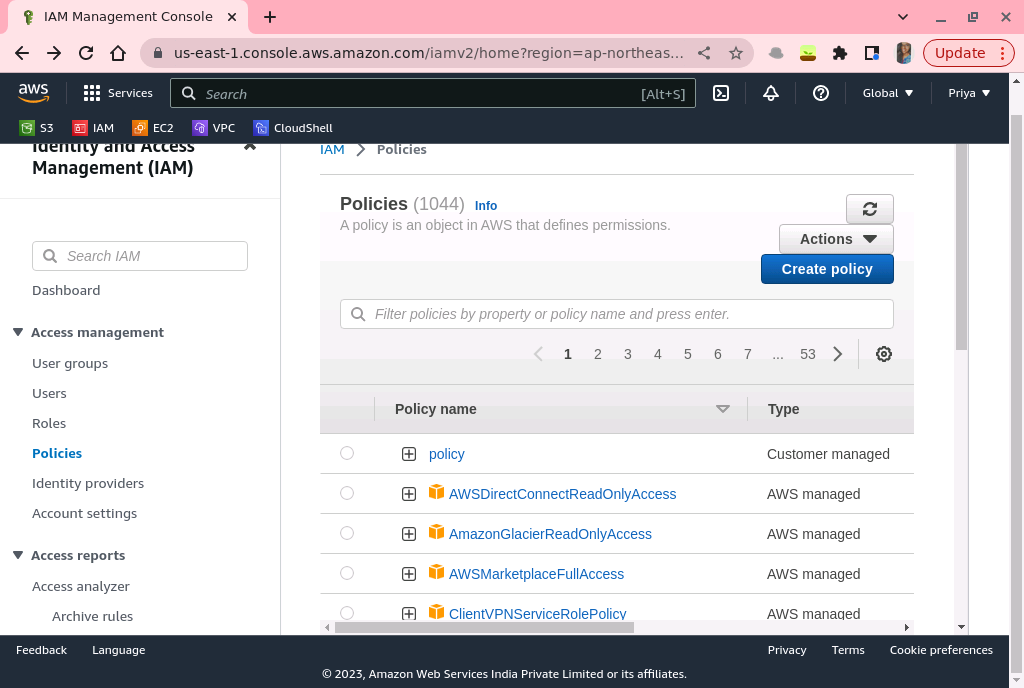 IAM Management Console
us-east-1.console.aws.amazon.com/iamv2/home?region=ap-northeas...
Update
aws
Services
Search
[Alt+S]
Global
Priya
S3
IAM
EC2
VPC
CloudShell
Identity and Access
Management (IAM)
Search IAM
Dashboard
Access management
User groups
Users
Roles
Policies
Identity providers
Account settings
Access reports
Access analyzer
Archive rules
IAM > Policies
Policies (1044) Info
A policy is an object in AWS that defines permissions.
Actions
Create policy
Filter policies by property or policy name and press enter.
1 2 3 4 5 6 7 ... 53
Policy name Type
policy Customer managed
AWSDirectConnectReadOnlyAccess AWS managed
AmazonGlacierReadOnlyAccess AWS managed
AWSMarketplaceFullAccess AWS managed
ClientVPNServiceRolePolicy AWS managed
Feedback Language Privacy Terms Cookie preferences
© 2023, Amazon Web Services India Private Limited or its affiliates.